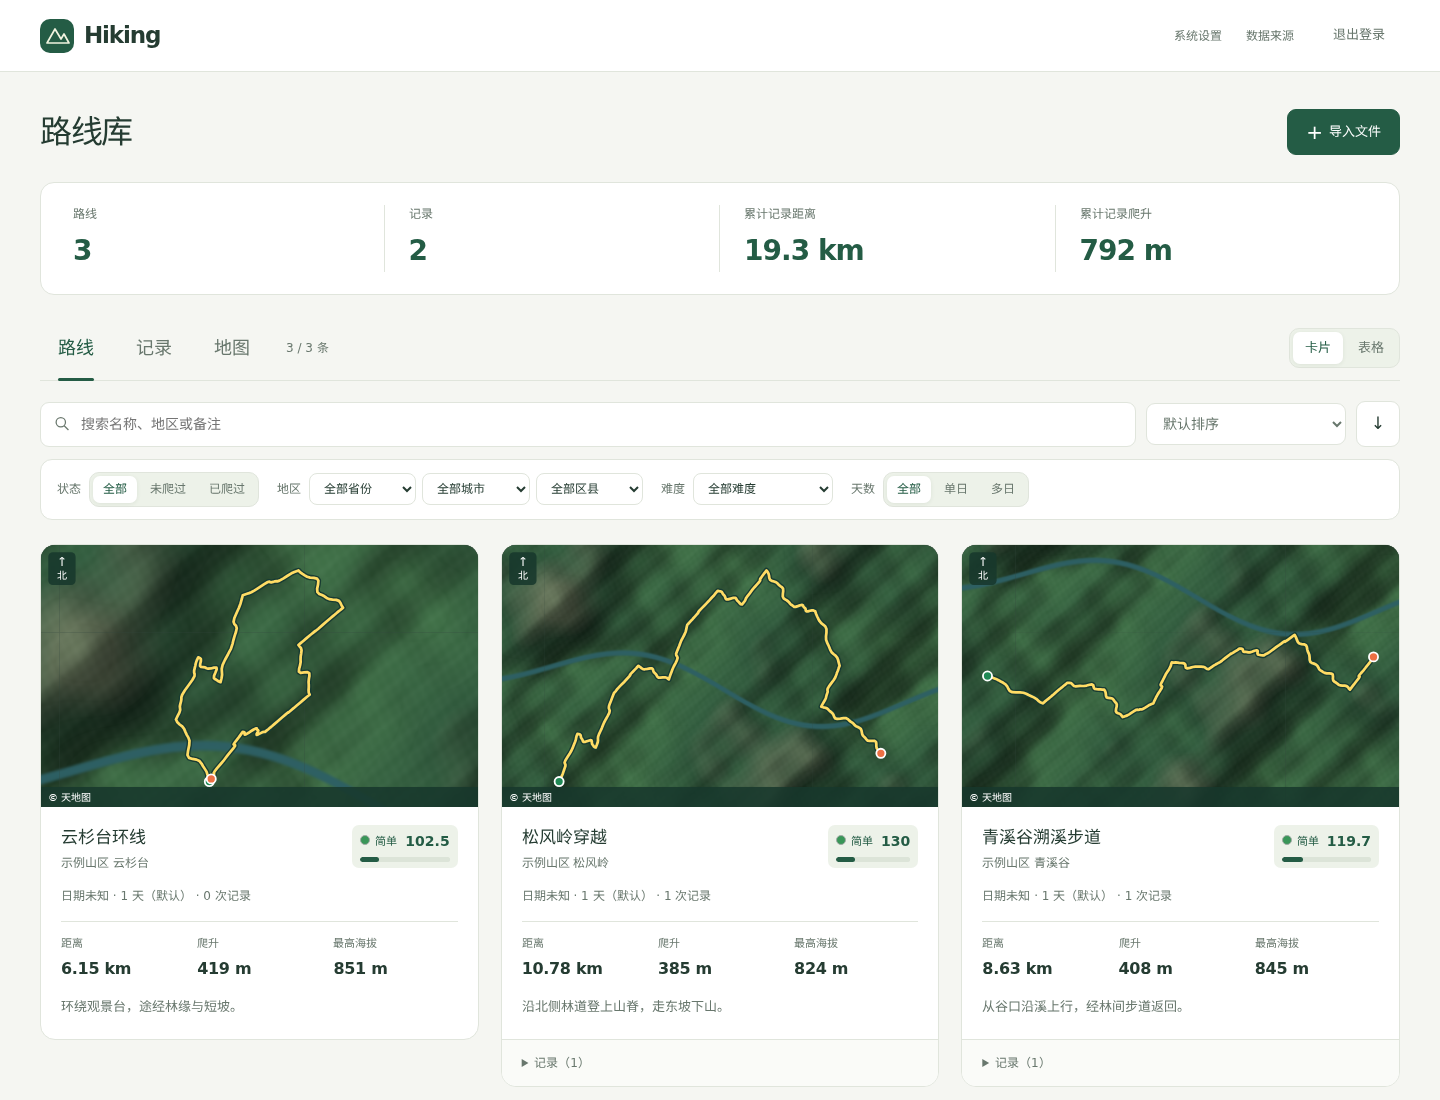 Hiking
系统设置
数据来源
退出登录
路线库
+ 导入文件
路线
3
记录
2
累计记录距离
19.3 km
累计记录爬升
792 m
路线
记录
地图
3 / 3 条
卡片
表格
搜索名称、地区或备注
默认排序
↓
状态
全部
未爬过
已爬过
地区
全部省份
全部城市
全部区县
难度
全部难度
天数
全部
单日
多日
↑
北
© 天地图
云杉台环线
简单 102.5
示例山区 云杉台
日期未知 · 1 天（默认） · 0 次记录
距离
6.15 km
爬升
419 m
最高海拔
851 m
环绕观景台，途经林缘与短坡。
↑
北
© 天地图
松风岭穿越
简单 130
示例山区 松风岭
日期未知 · 1 天（默认） · 1 次记录
距离
10.78 km
爬升
385 m
最高海拔
824 m
沿北侧林道登上山脊，走东坡下山。
▶ 记录（1）
↑
北
© 天地图
青溪谷溯溪步道
简单 119.7
示例山区 青溪谷
日期未知 · 1 天（默认） · 1 次记录
距离
8.63 km
爬升
408 m
最高海拔
845 m
从谷口沿溪上行，经林间步道返回。
▶ 记录（1）